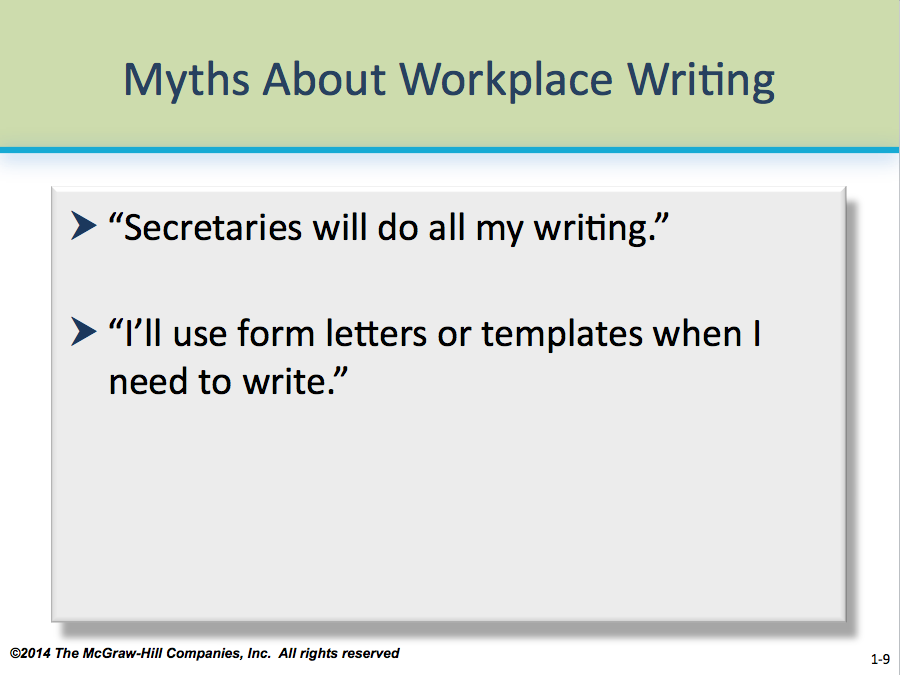 Myths About Workplace Writing
“Secretaries will do all my writing.”
“I’ll use form letters or templates when I
need to write.”
©2014 The McGraw-Hill Companies, Inc.  All rights reserved
1-9